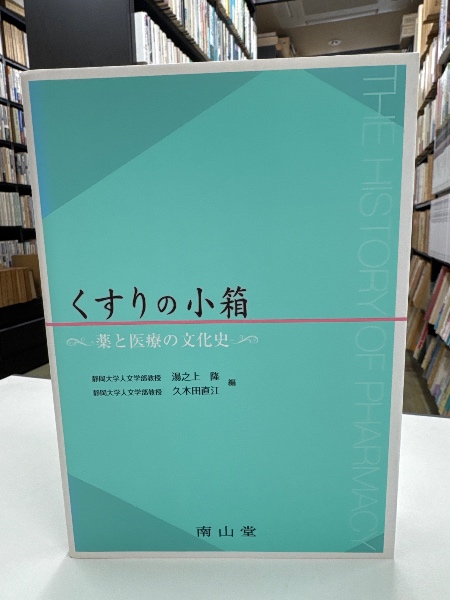 くすりの小箱
薬と医療の文化史
静岡大学人文学部教授 湯之上 隆
静岡大学人文学部教授 久木田直江
編
南山堂
THE HISTORY OF PHARMACY